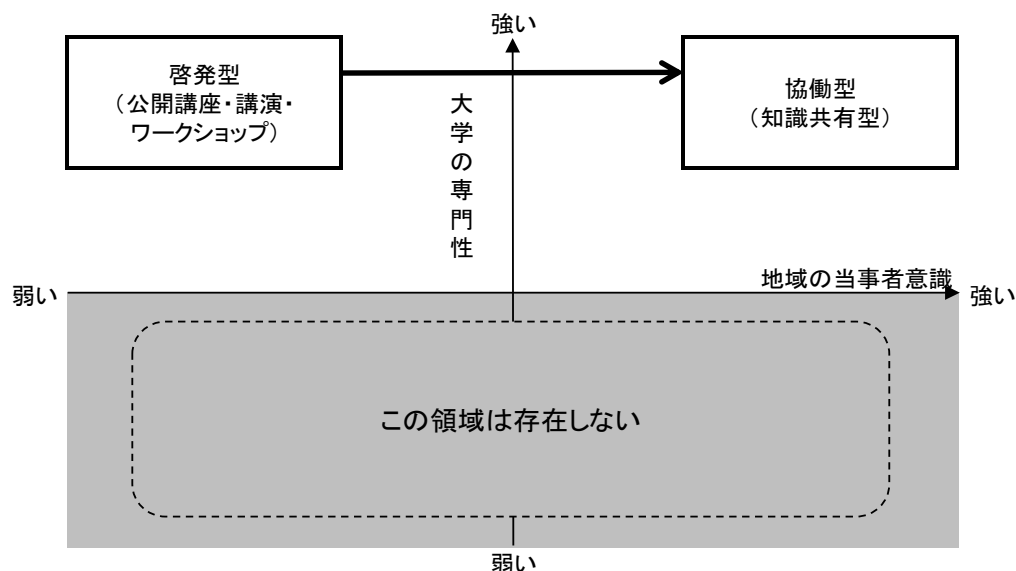 強い
啓発型
（公開講座・講演・
ワークショップ）
大学の専門性
協働型
（知識共有型）
地域の当事者意識
弱い
強い
この領域は存在しない
弱い